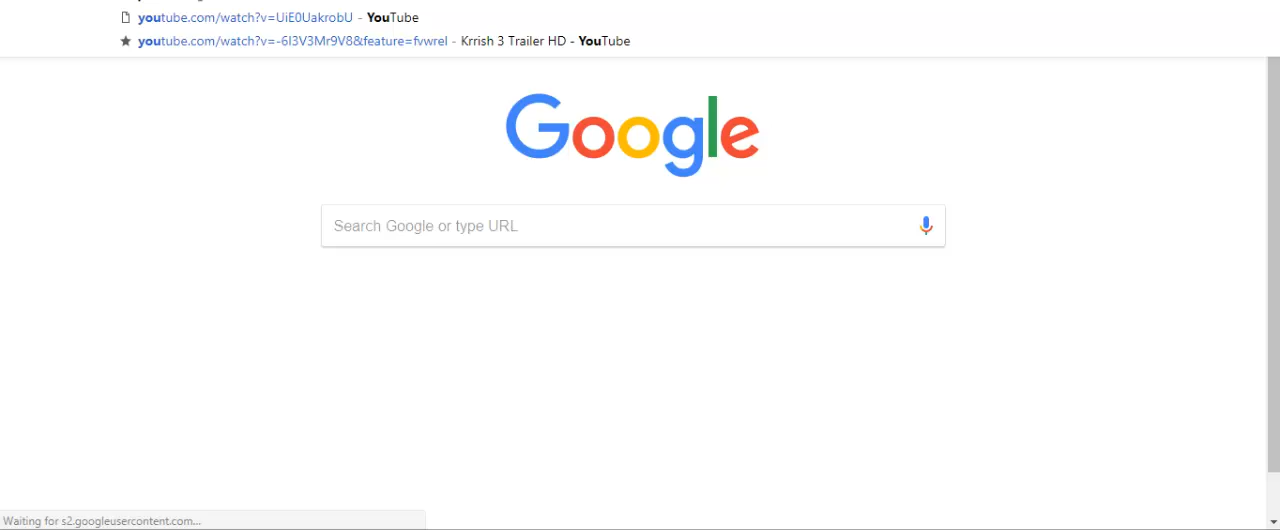 youtube.com/watch?v=UiE0UakrobU - YouTube
youtube.com/watch?v=-6I3V3Mr9V8&feature=fvwrel - Krrish 3 Trailer HD - YouTube
Google
Search Google or type URL
Waiting for s2.googleusercontent.com...